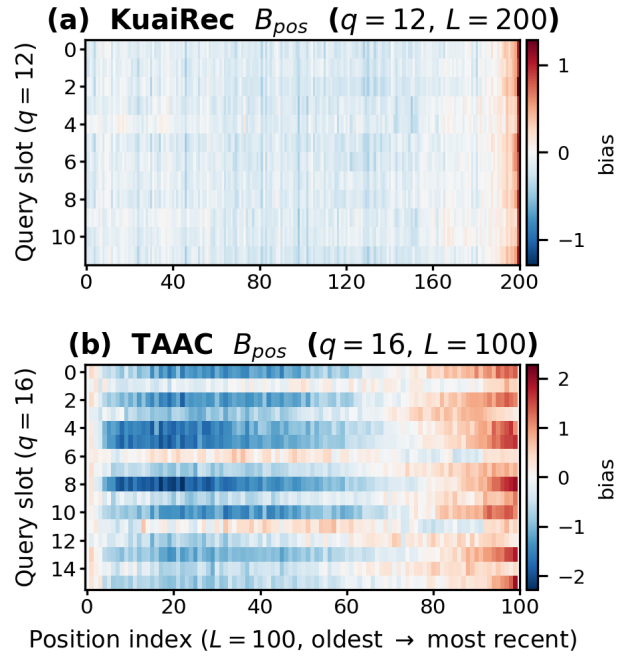 (a) KuaiRec B_pos (q = 12, L = 200)
0
2
4
6
8
10
Query slot (q = 12)
0 40 80 120 160 200
1
0
−1
bias
(b) TAAC B_pos (q = 16, L = 100)
0
2
4
6
8
10
12
14
Query slot (q = 16)
0 20 40 60 80 100
2
1
0
−1
−2
bias
Position index (L = 100, oldest → most recent)